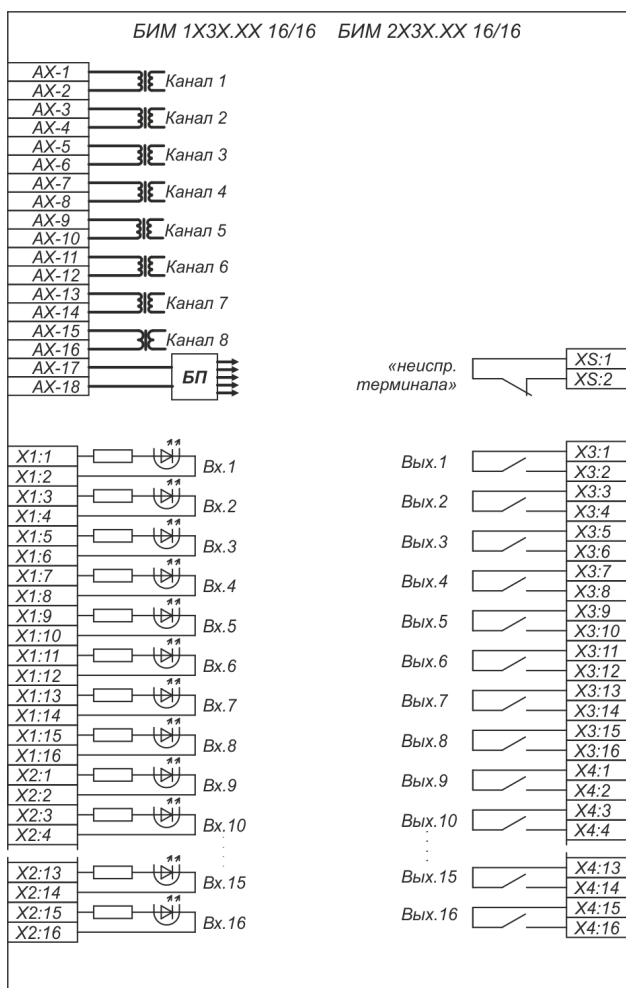 БИМ 1Х3Х.ХХ 16/16 БИМ 2Х3Х.ХХ 16/16
АХ-1
АХ-2
Канал 1
АХ-3
АХ-4
Канал 2
АХ-5
АХ-6
Канал 3
АХ-7
АХ-8
Канал 4
АХ-9
АХ-10
Канал 5
АХ-11
АХ-12
Канал 6
АХ-13
АХ-14
Канал 7
АХ-15
АХ-16
Канал 8
АХ-17
АХ-18
БП
«неиспр.
терминала»
XS:1
XS:2
X1:1
X1:2
Вх.1
X1:3
X1:4
Вх.2
X1:5
X1:6
Вх.3
X1:7
X1:8
Вх.4
X1:9
X1:10
Вх.5
X1:11
X1:12
Вх.6
X1:13
X1:14
Вх.7
X1:15
X1:16
Вх.8
X2:1
X2:2
Вх.9
X2:3
X2:4
Вх.10
X2:13
X2:14
Вх.15
X2:15
X2:16
Вх.16
Вых.1
X3:1
X3:2
Вых.2
X3:3
X3:4
Вых.3
X3:5
X3:6
Вых.4
X3:7
X3:8
Вых.5
X3:9
X3:10
Вых.6
X3:11
X3:12
Вых.7
X3:13
X3:14
Вых.8
X3:15
X3:16
Вых.9
X4:1
X4:2
Вых.10
X4:3
X4:4
Вых.15
X4:13
X4:14
Вых.16
X4:15
X4:16